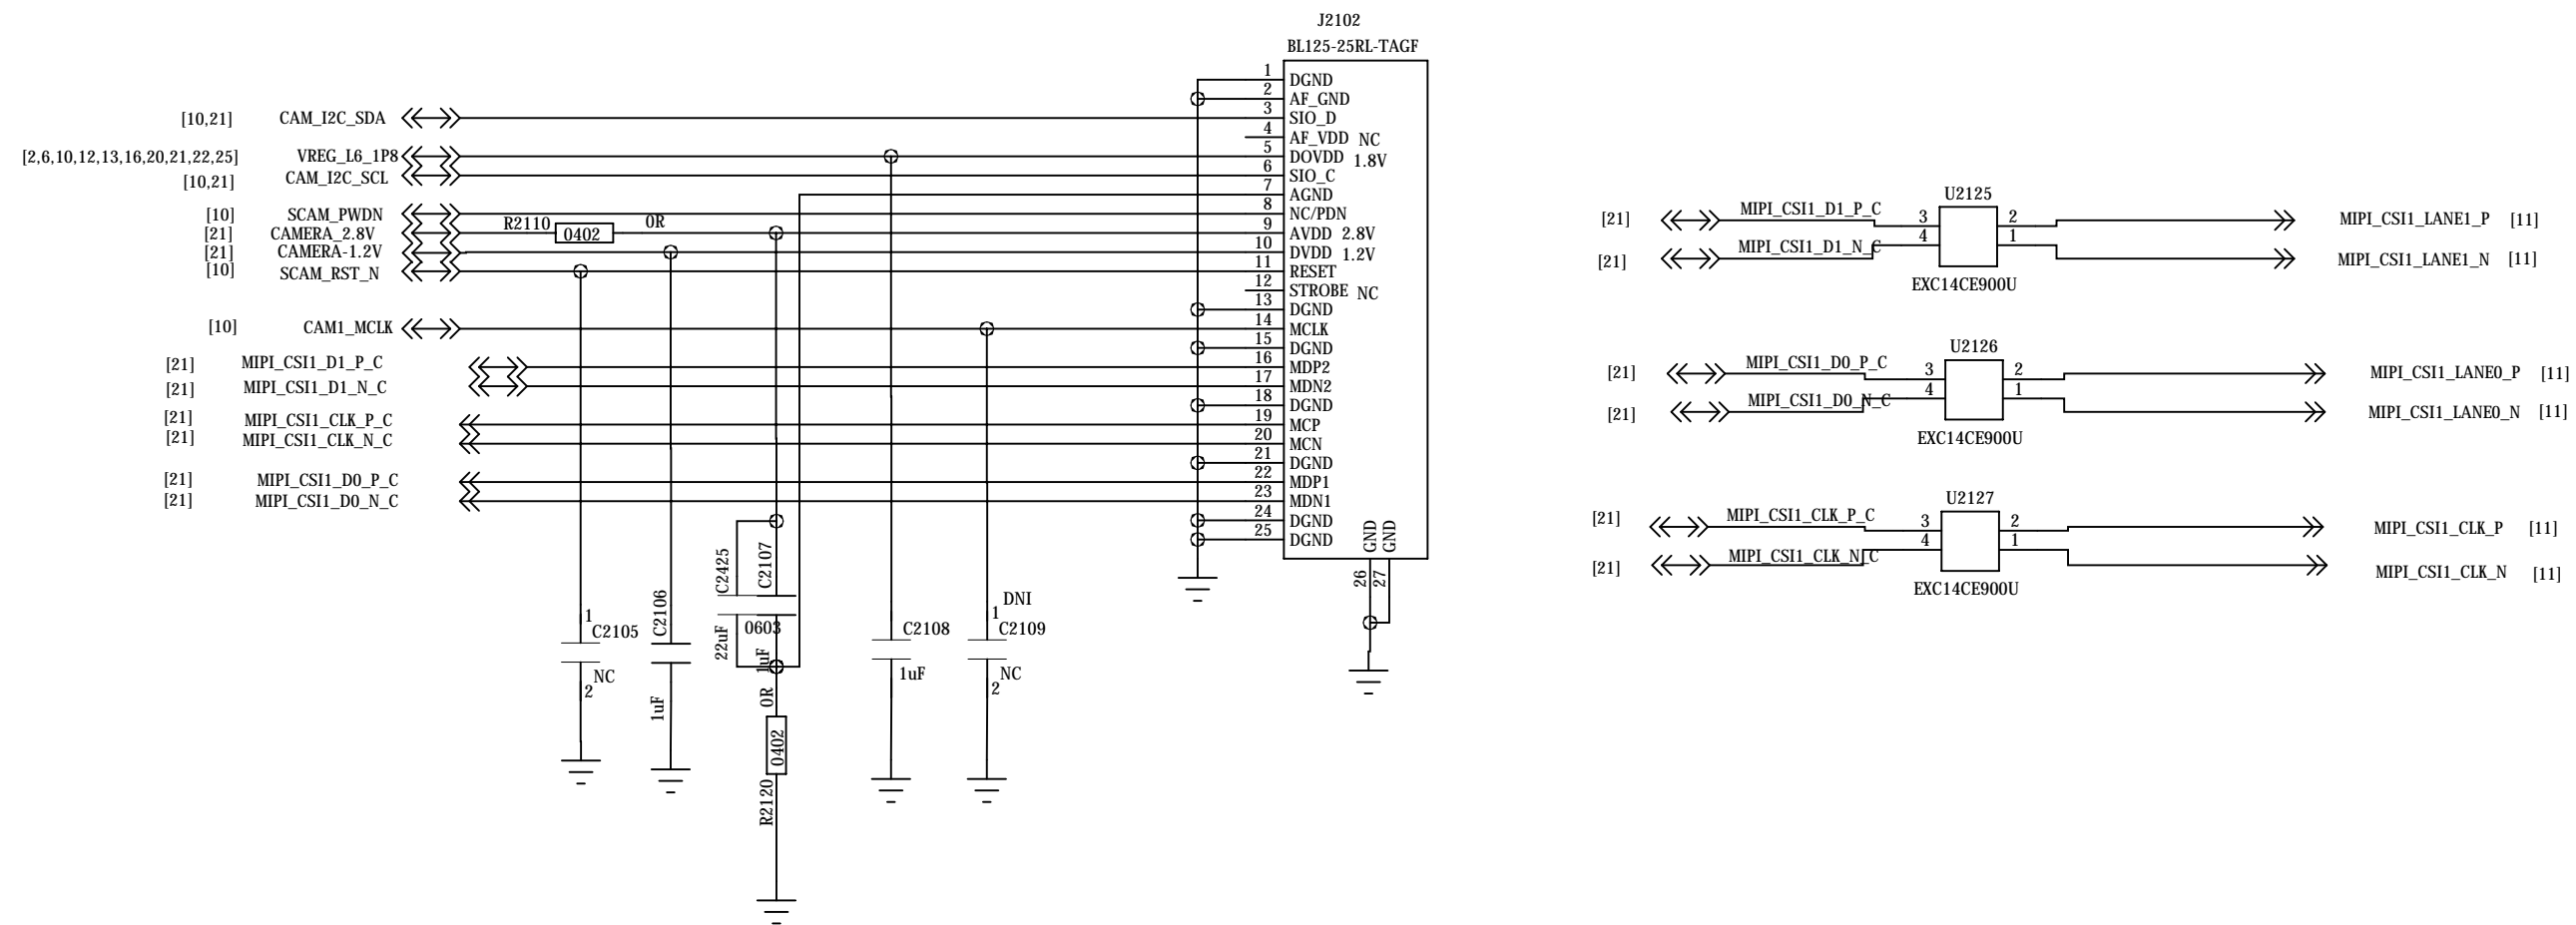 J2102
BL125-25RL-TAGF
1 DGND
2 AF_GND
[10,21] CAM_I2C_SDA 3 SIO_D
4 AF_VDD NC
[2,6,10,12,13,16,20,21,22,25] VREG_L6_1P8 5 DOVDD 1.8V
[10,21] CAM_I2C_SCL 6 SIO_C
7 AGND
[10] SCAM_PWDN 8 NC/PDN
[21] CAMERA_2.8V R2110 0402 0R 9 AVDD 2.8V
[21] CAMERA-1.2V 10 DVDD 1.2V
[10] SCAM_RST_N 11 RESET
12 STROBE NC
13 DGND
[10] CAM1_MCLK 14 MCLK
15 DGND
[21] MIPI_CSI1_D1_P_C 16 MDP2
[21] MIPI_CSI1_D1_N_C 17 MDN2
18 DGND
[21] MIPI_CSI1_CLK_P_C 19 MCP
[21] MIPI_CSI1_CLK_N_C 20 MCN
21 DGND
[21] MIPI_CSI1_D0_P_C 22 MDP1
[21] MIPI_CSI1_D0_N_C 23 MDN1
24 DGND
25 DGND
GND GND
26 27
1
C2105
NC
2
C2106
1uF
C2425
22uF
C2107
0603
1uF
0R
0402
R2120
C2108
1uF
DNI
1
C2109
NC
2
U2125
[21] MIPI_CSI1_D1_P_C 3 2 MIPI_CSI1_LANE1_P [11]
[21] MIPI_CSI1_D1_N_C 4 1 MIPI_CSI1_LANE1_N [11]
EXC14CE900U
U2126
[21] MIPI_CSI1_D0_P_C 3 2 MIPI_CSI1_LANE0_P [11]
[21] MIPI_CSI1_D0_N_C 4 1 MIPI_CSI1_LANE0_N [11]
EXC14CE900U
U2127
[21] MIPI_CSI1_CLK_P_C 3 2 MIPI_CSI1_CLK_P [11]
[21] MIPI_CSI1_CLK_N_C 4 1 MIPI_CSI1_CLK_N [11]
EXC14CE900U